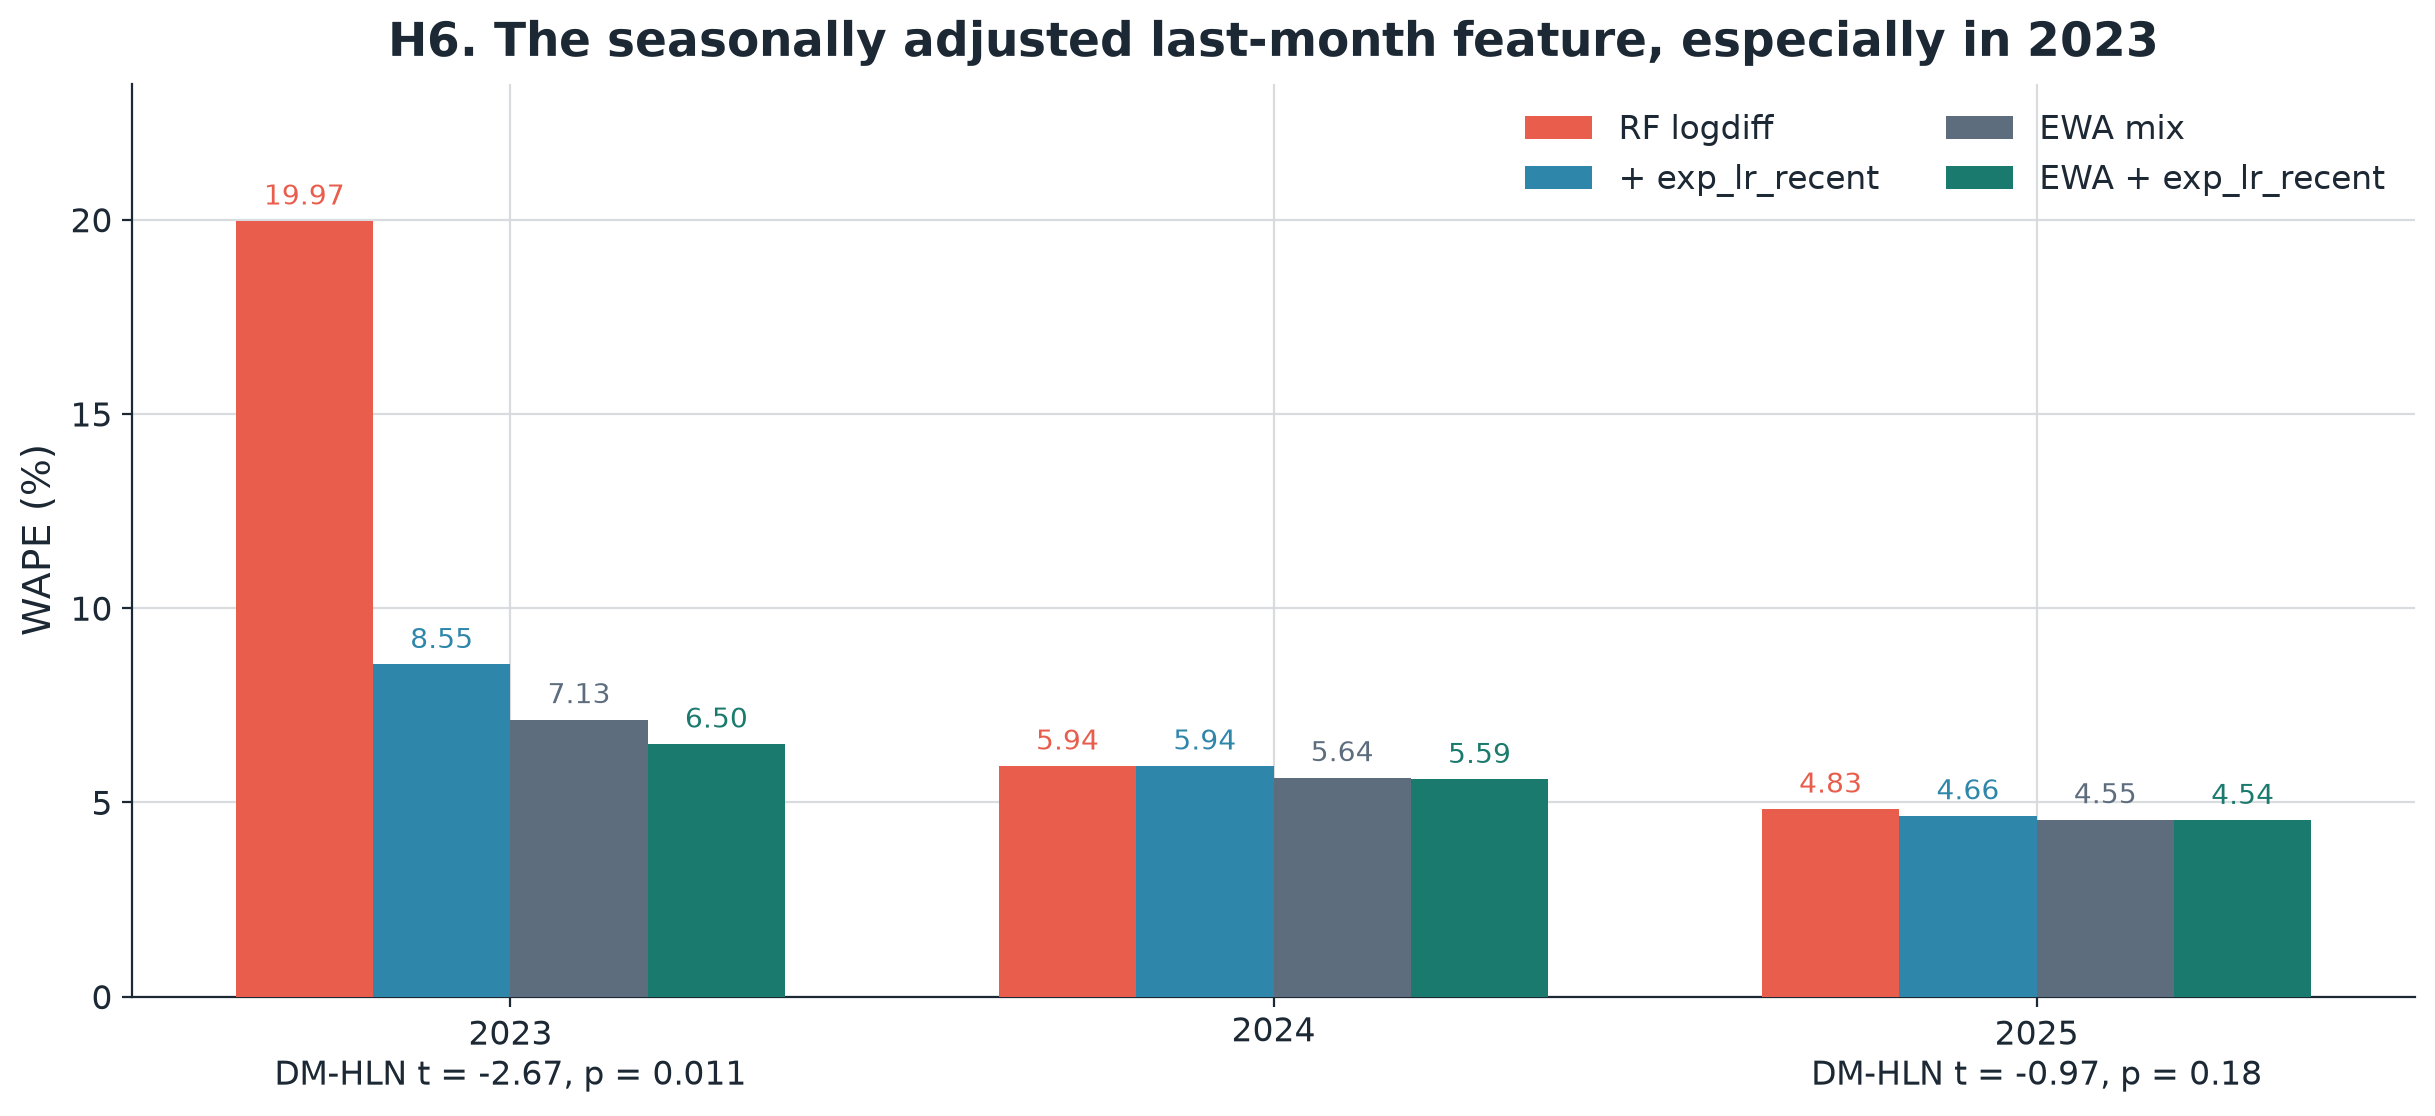 H6. The seasonally adjusted last-month feature, especially in 2023
RF logdiff
+ exp_lr_recent
EWA mix
EWA + exp_lr_recent
WAPE (%)
20
15
10
5
0
19.97
8.55
7.13
6.50
5.94
5.94
5.64
5.59
4.83
4.66
4.55
4.54
2023
DM-HLN t = -2.67, p = 0.011
2024
2025
DM-HLN t = -0.97, p = 0.18